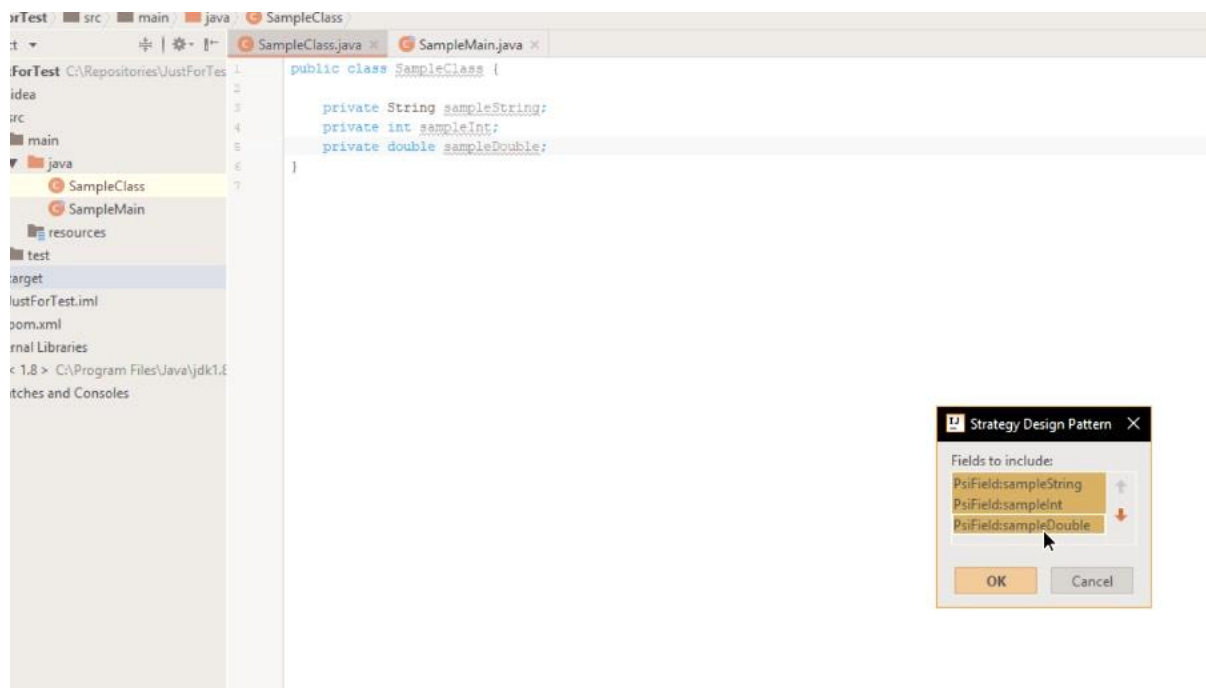 orTest src main java SampleClass
SampleClass.java SampleMain.java
ForTest C:\Repositories\JustForTes
idea
src
main
java
SampleClass
SampleMain
resources
test
target
JustForTest.iml
pom.xml
rnal Libraries
< 1.8 > C:\Program Files\Java\jdk1.8
tches and Consoles
1 public class SampleClass {
2
3 private String sampleString;
4 private int sampleInt;
5 private double sampleDouble;
6 }
7
IJ Strategy Design Pattern
Fields to include:
PsiField:sampleString
PsiField:sampleInt
PsiField:sampleDouble
OK Cancel